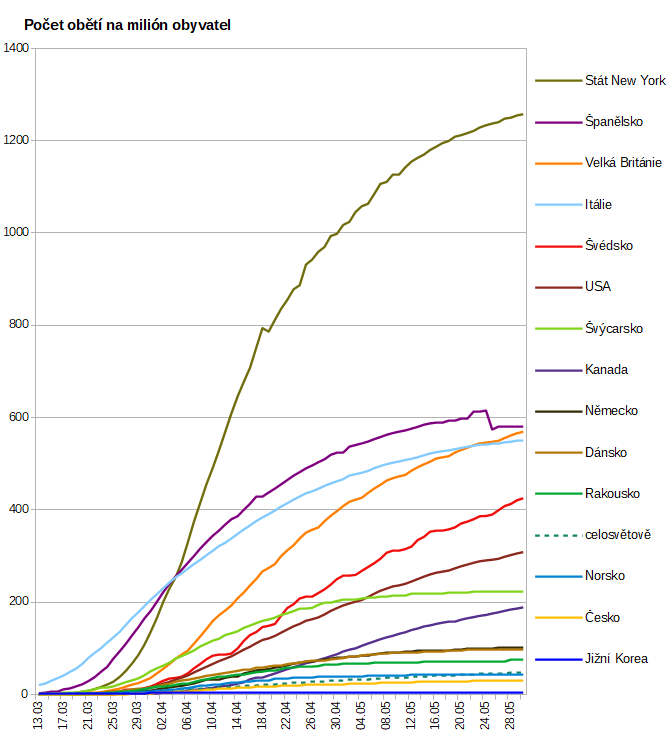 Počet obětí na milión obyvatel
1400
1200
1000
800
600
400
200
0
13.03
17.03
21.03
25.03
29.03
02.04
06.04
10.04
14.04
18.04
22.04
26.04
30.04
04.05
08.05
12.05
16.05
20.05
24.05
28.05
Stát New York
Španělsko
Velká Británie
Itálie
Švédsko
USA
Švýcarsko
Kanada
Německo
Dánsko
Rakousko
celosvětově
Norsko
Česko
Jižní Korea